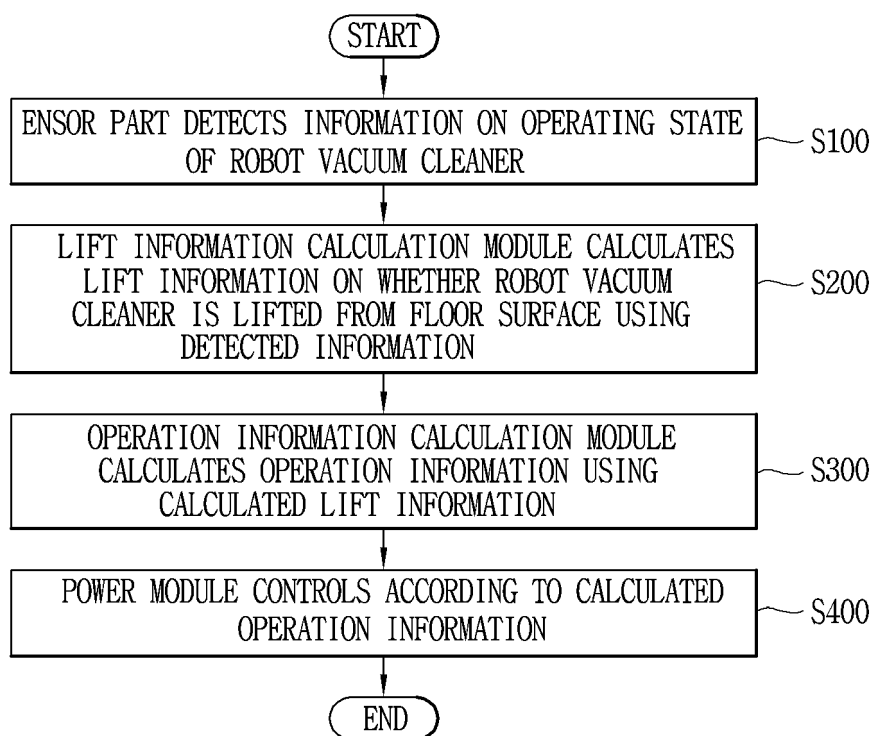 START
ENSOR PART DETECTS INFORMATION ON OPERATING STATE
OF ROBOT VACUUM CLEANER
S100
LIFT INFORMATION CALCULATION MODULE CALCULATES
LIFT INFORMATION ON WHETHER ROBOT VACUUM
CLEANER IS LIFTED FROM FLOOR SURFACE USING
DETECTED INFORMATION
S200
OPERATION INFORMATION CALCULATION MODULE
CALCULATES OPERATION INFORMATION USING
CALCULATED LIFT INFORMATION
S300
POWER MODULE CONTROLS ACCORDING TO CALCULATED
OPERATION INFORMATION
S400
END